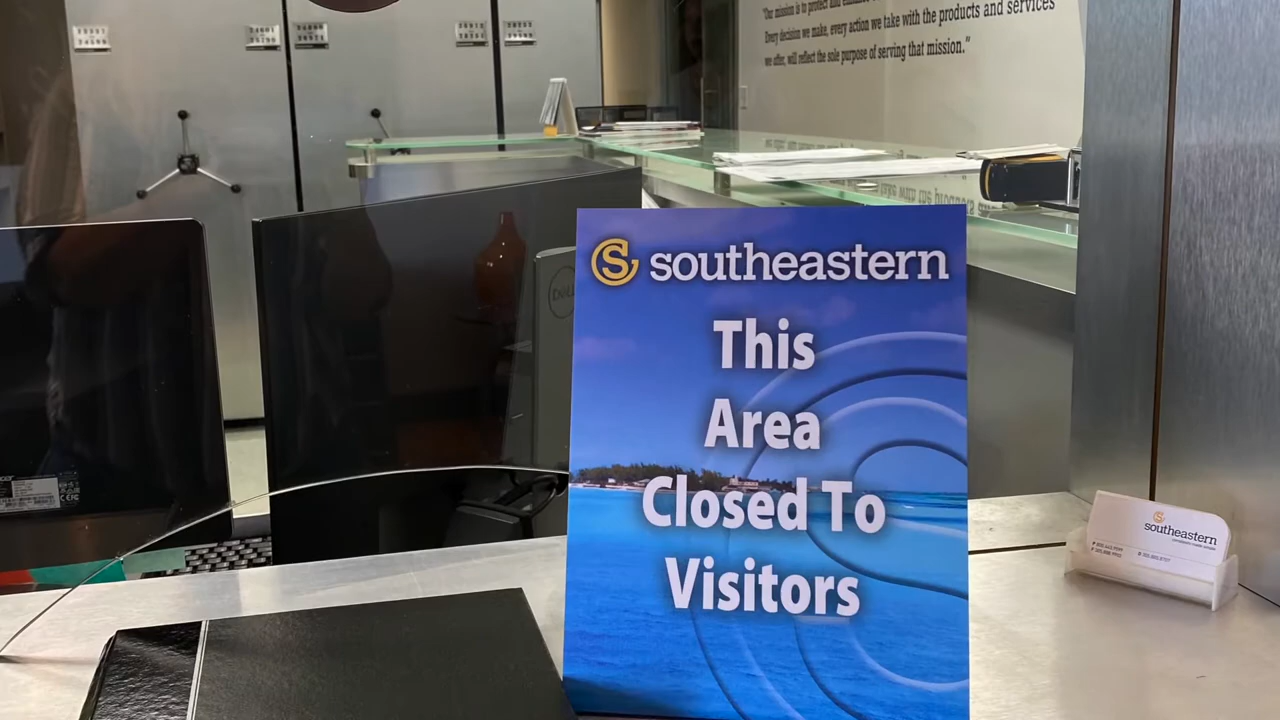 "Our mission is to protect and enhance
Every decision we make, every action we take with the products and services
we offer, will reflect the sole purpose of serving that mission."
DELL
southeastern
This
Area
Closed To
Visitors
acer
southeastern